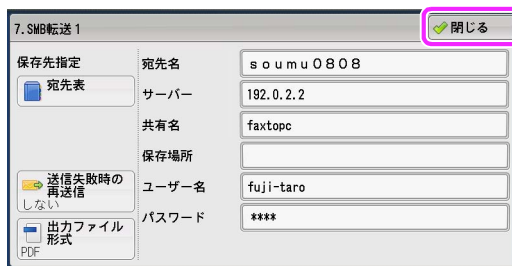 7.SMB転送1
閉じる
保存先指定
宛先表
宛先名 soumu0808
サーバー 192.0.2.2
共有名 faxtopc
保存場所
送信失敗時の
再送信
しない
ユーザー名 fuji-taro
パスワード ****
出力ファイル
形式
PDF